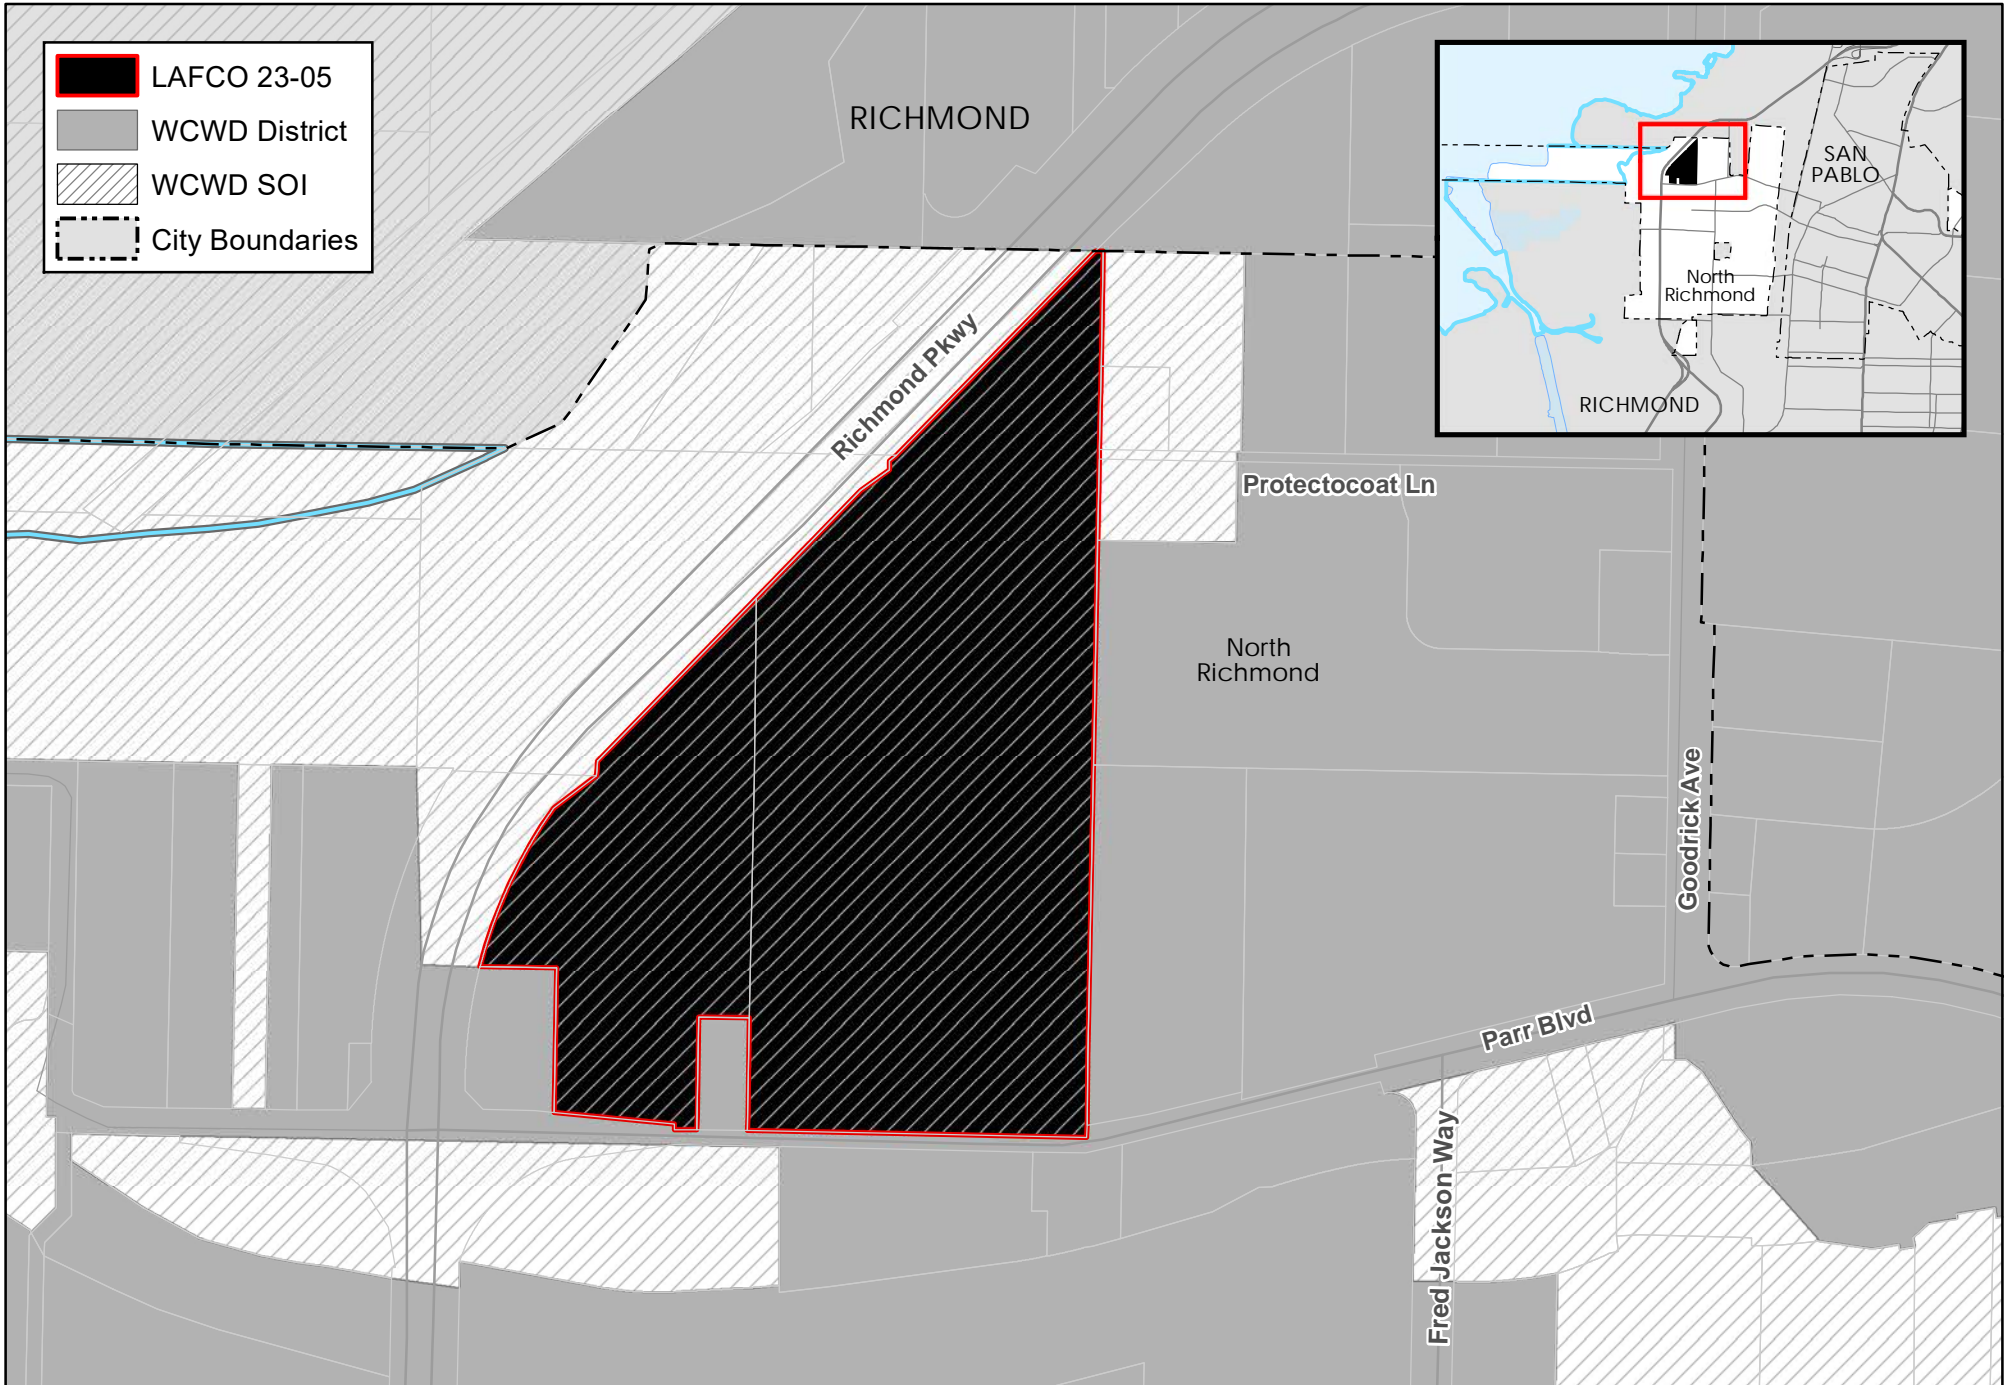 LAFCO 23-05
WCWD District
WCWD SOI
City Boundaries
RICHMOND
SAN
PABLO
North
Richmond
RICHMOND
Richmond Pkwy
Protectocoat Ln
North
Richmond
Goodrick Ave
Parr Blvd
Fred Jackson Way